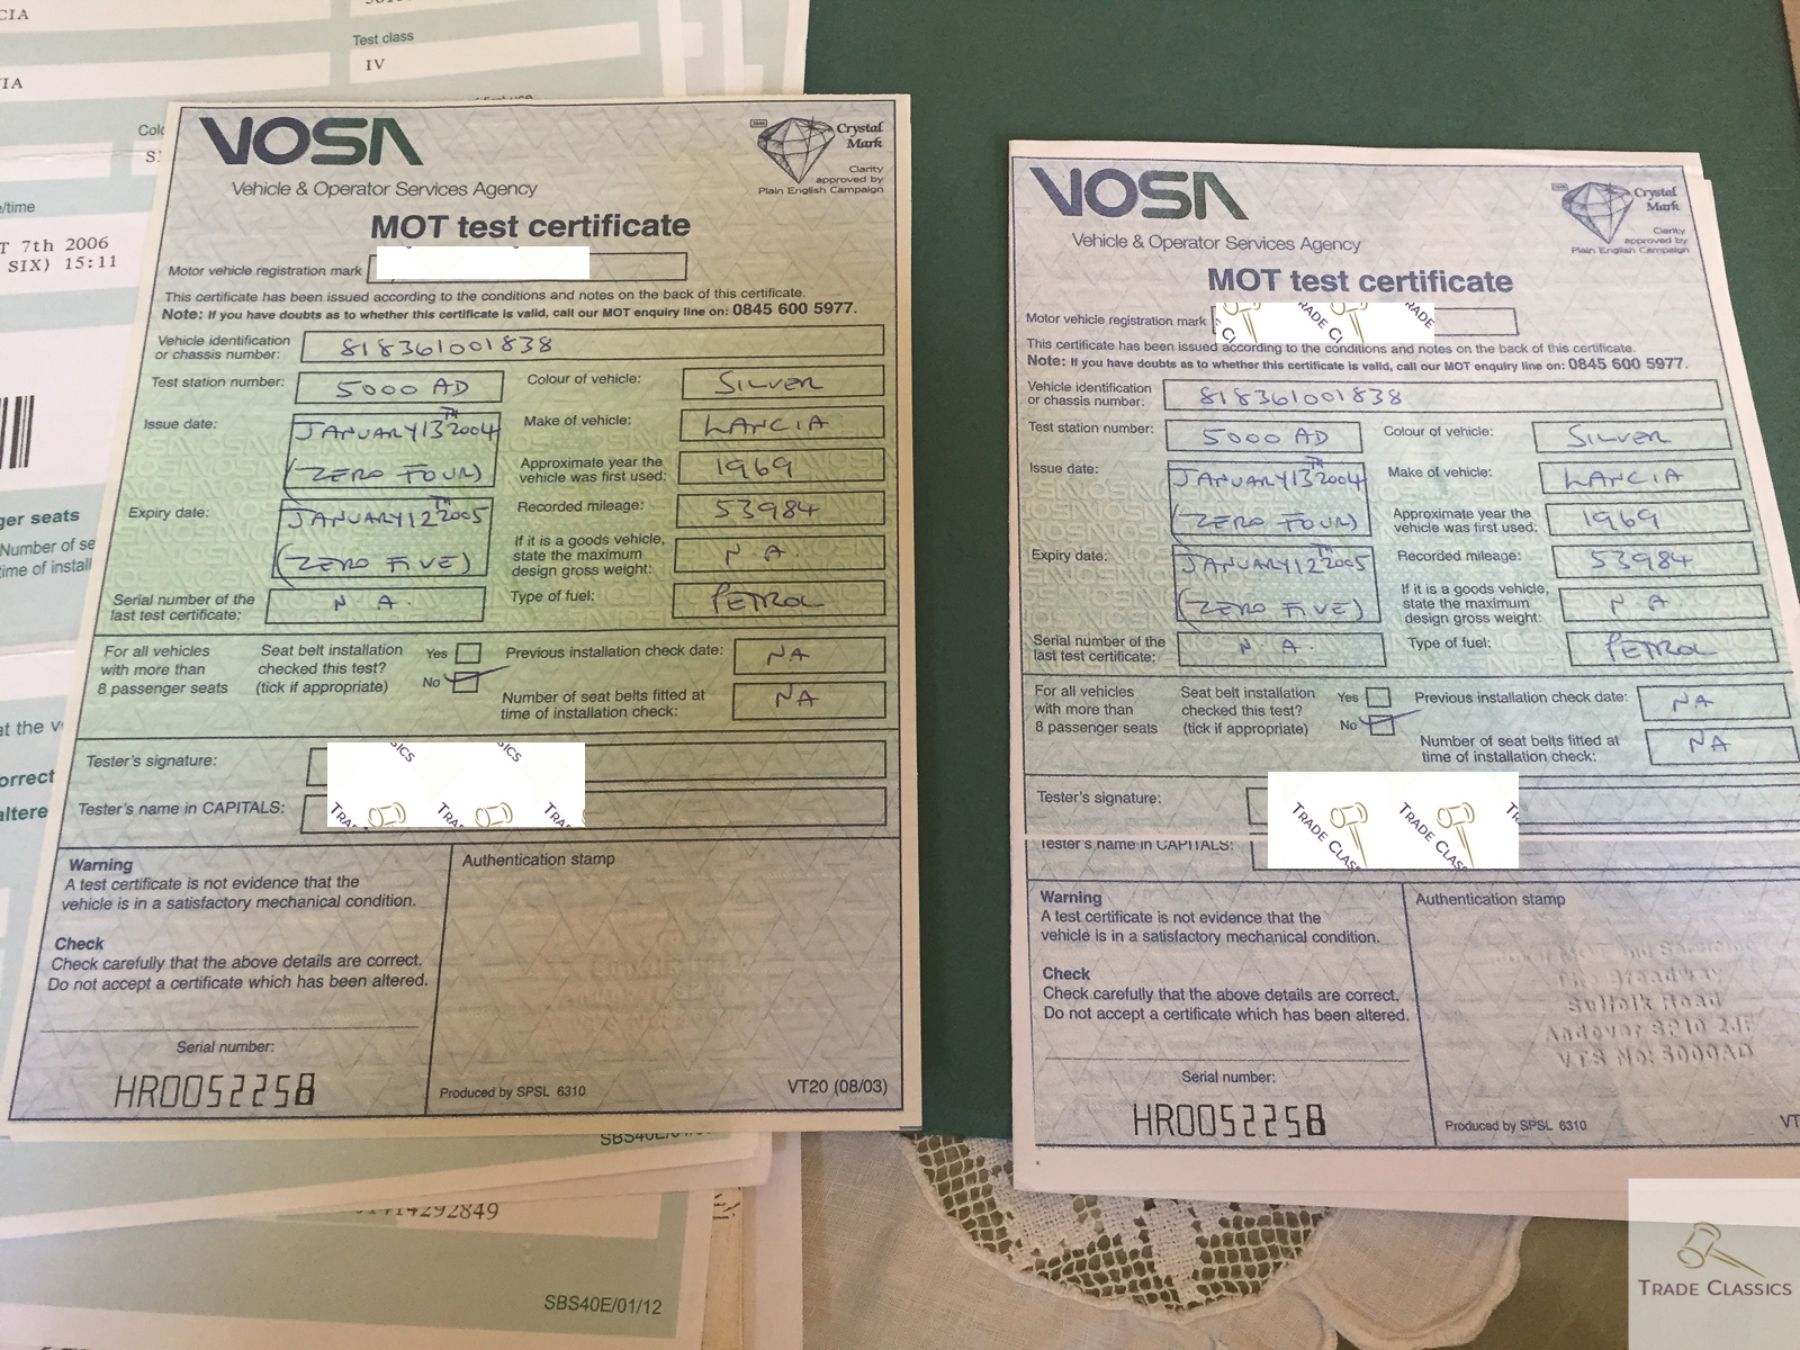 CIA
Test class
IV
IA
Colo
S
/time
T 7th 2006
SIX) 15:11
ger seats
Number of se
time of install
at the v
orrect
altere
VOSA
Vehicle & Operator Services Agency
Crystal
Mark
Clarity
approved by
Plain English Campaign
MOT test certificate
Motor vehicle registration mark
This certificate has been issued according to the conditions and notes on the back of this certificate.
Note: If you have doubts as to whether this certificate is valid, call our MOT enquiry line on: 0845 600 5977.
Vehicle identification
or chassis number:
818361001838
Test station number:
5000 AD
Colour of vehicle:
SILVER
Issue date:
JANUARY 13TH 2004
(ZERO FOUR)
Make of vehicle:
LANCIA
Approximate year the
vehicle was first used:
1969
Expiry date:
JANUARY 12TH 2005
(ZERO FIVE)
Recorded mileage:
53984
If it is a goods vehicle,
state the maximum
design gross weight:
N.A.
Serial number of the
last test certificate:
N.A.
Type of fuel:
PETROL
For all vehicles
with more than
8 passenger seats
Seat belt installation
checked this test?
(tick if appropriate)
Yes
No
Previous installation check date:
NA
Number of seat belts fitted at
time of installation check:
NA
Tester's signature:
Tester's name in CAPITALS:
Warning
A test certificate is not evidence that the
vehicle is in a satisfactory mechanical condition.
Check
Check carefully that the above details are correct.
Do not accept a certificate which has been altered.
Serial number:
HR0052258
Authentication stamp
Produced by SPSL 6310
VT20 (08/03)
14292849
SBS40E/01/12
VOSA
Vehicle & Operator Services Agency
Crystal
Mark
Clarity
approved by
Plain English Campaign
MOT test certificate
Motor vehicle registration mark
TRADE
This certificate has been issued according to the conditions and notes on the back of this certificate.
Note: If you have doubts as to whether this certificate is valid, call our MOT enquiry line on: 0845 600 5977.
Vehicle identification
or chassis number:
818361001838
Test station number:
5000 AD
Colour of vehicle:
SILVER
Issue date:
JANUARY 13TH 2004
(ZERO FOUR)
Make of vehicle:
LANCIA
Approximate year the
vehicle was first used:
1969
Expiry date:
JANUARY 12TH 2005
(ZERO FIVE)
Recorded mileage:
53984
If it is a goods vehicle,
state the maximum
design gross weight:
N.A
Serial number of the
last test certificate:
N.A.
Type of fuel:
PETROL
For all vehicles
with more than
8 passenger seats
Seat belt installation
checked this test?
(tick if appropriate)
Yes
No
Previous installation check date:
NA
Number of seat belts fitted at
time of installation check:
NA
Tester's signature:
Tester's name in CAPITALS:
Warning
A test certificate is not evidence that the
vehicle is in a satisfactory mechanical condition.
Check
Check carefully that the above details are correct.
Do not accept a certificate which has been altered.
Serial number:
HR0052258
Authentication stamp
The Broadway
Suffolk Road
Andover SP10
VTS No: 5000AD
Produced by SPSL 6310
VT
TRADE CLASSICS